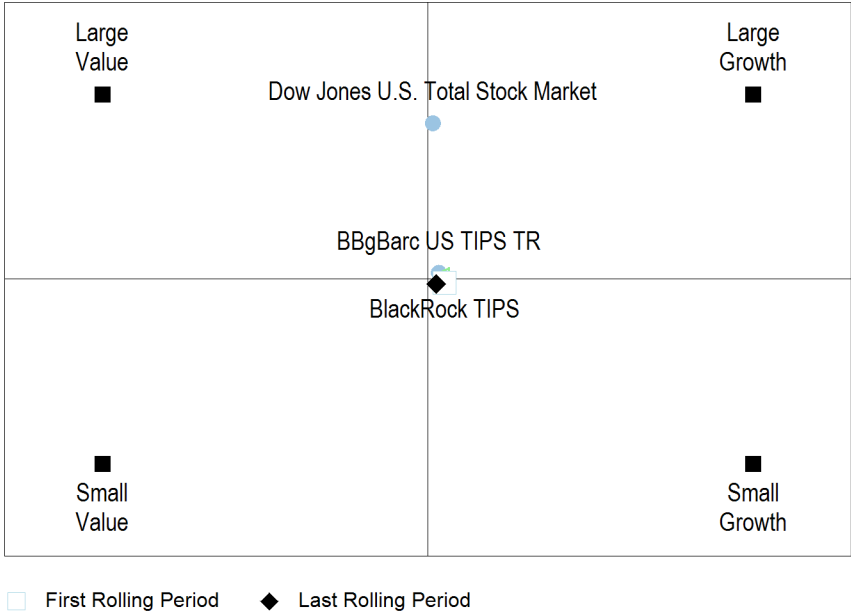 Large
Value
Large
Growth
Dow Jones U.S. Total Stock Market
BBgBarc US TIPS TR
BlackRock TIPS
Small
Value
Small
Growth
First Rolling Period
Last Rolling Period